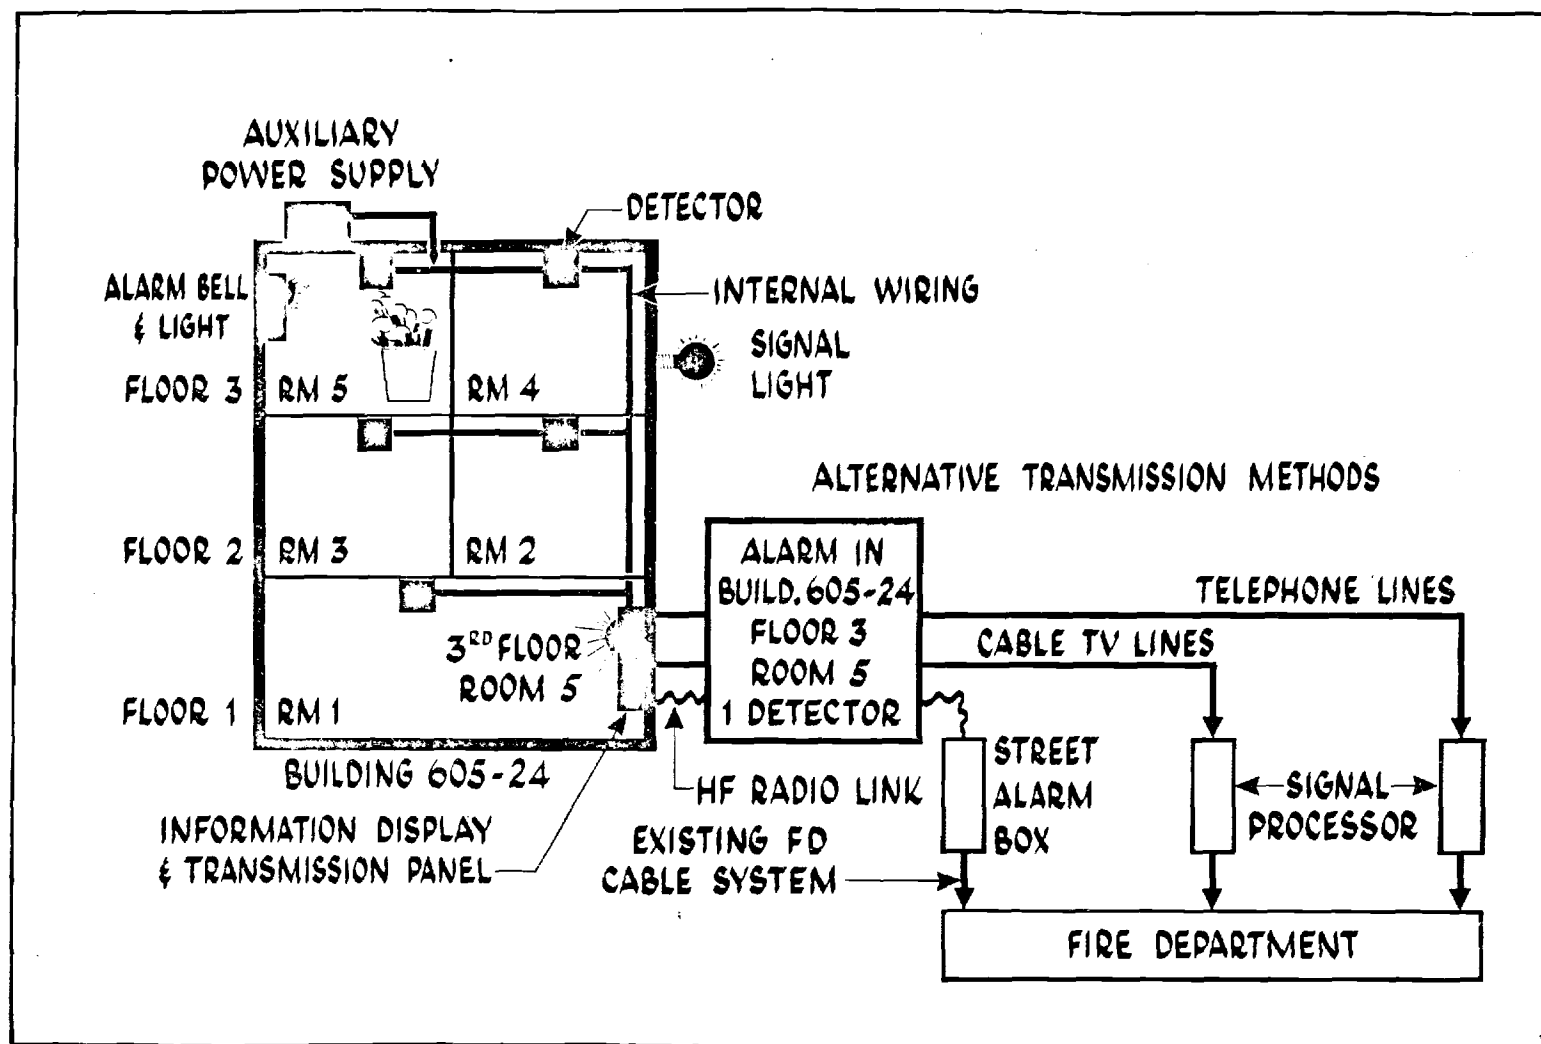 AUXILIARY
POWER SUPPLY
DETECTOR
ALARM BELL
& LIGHT
INTERNAL WIRING
SIGNAL
LIGHT
FLOOR 3
RM 5
RM 4
ALTERNATIVE TRANSMISSION METHODS
FLOOR 2
RM 3
RM 2
ALARM IN
BUILD. 605-24
FLOOR 3
ROOM 5
1 DETECTOR
TELEPHONE LINES
CABLE TV LINES
3RD FLOOR
ROOM 5
FLOOR 1
RM 1
BUILDING 605-24
HF RADIO LINK
STREET
ALARM
BOX
SIGNAL
PROCESSOR
INFORMATION DISPLAY
& TRANSMISSION PANEL
EXISTING FD
CABLE SYSTEM
FIRE DEPARTMENT